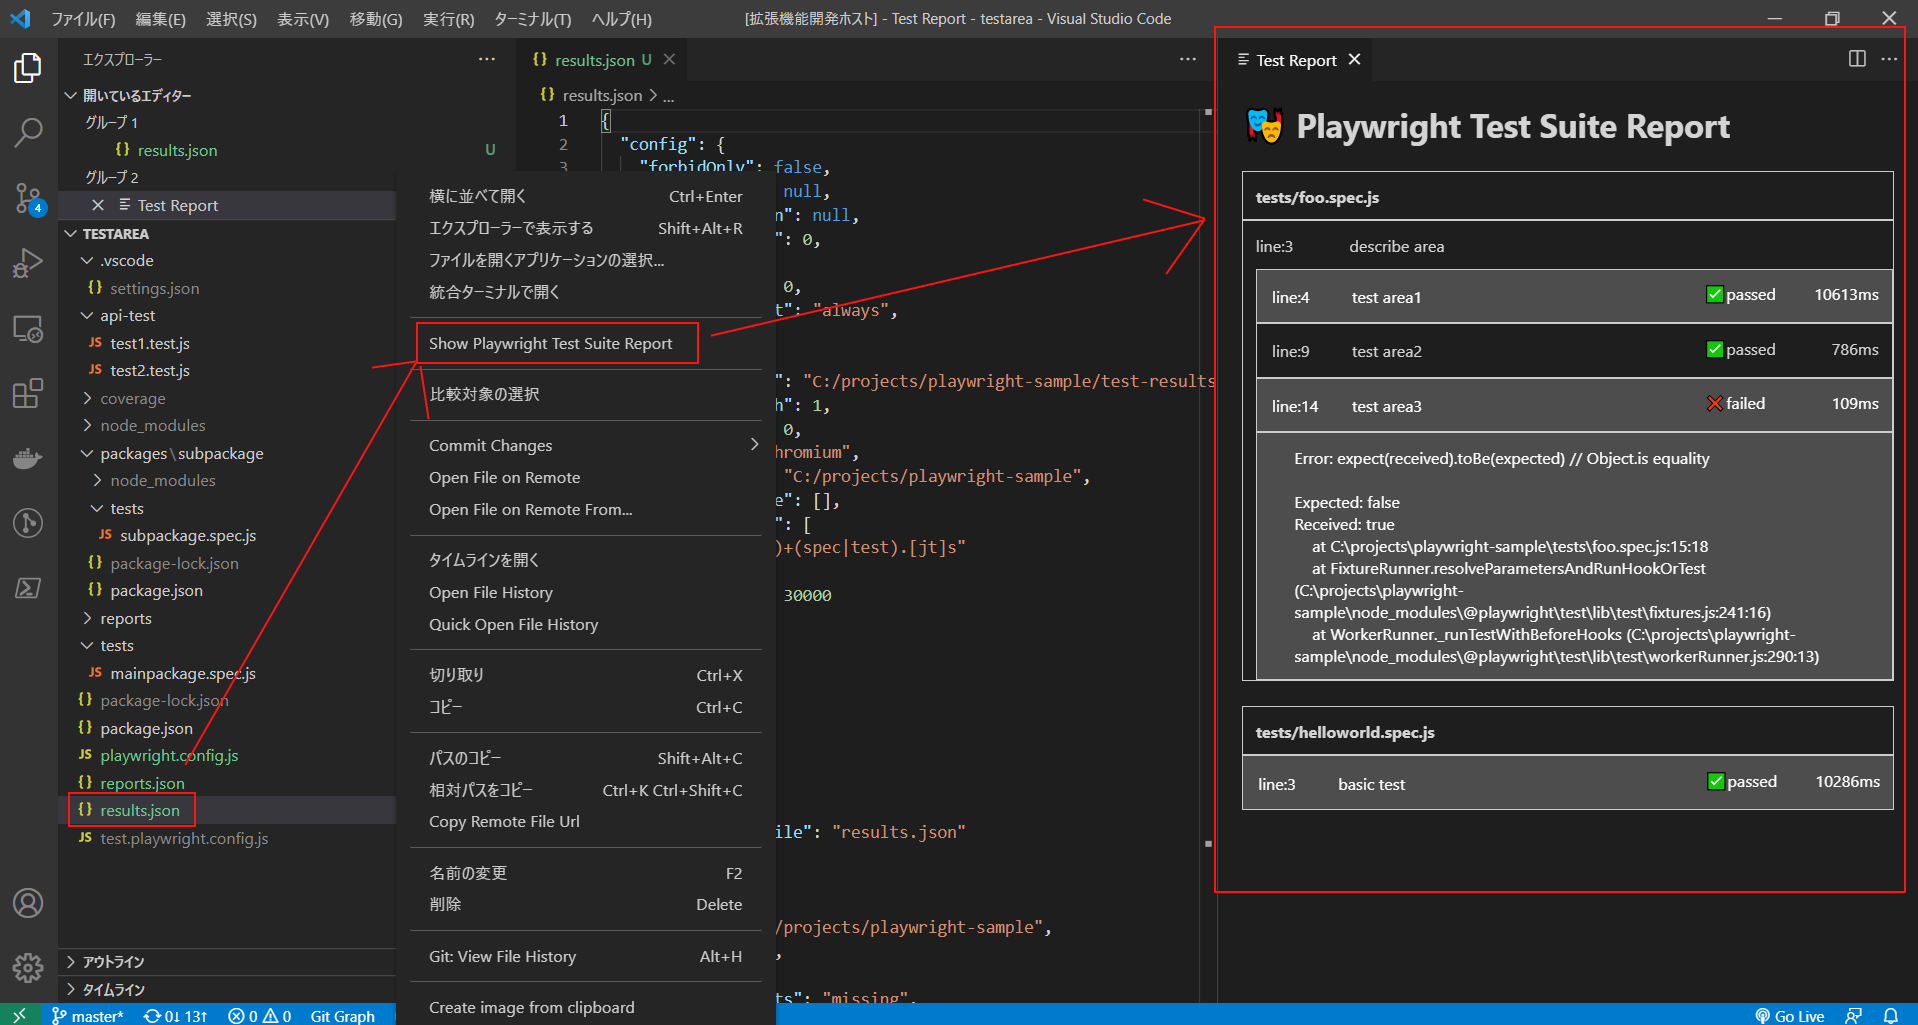 ファイル(F) 編集(E) 選択(S) 表示(V) 移動(G) 実行(R) ターミナル(T) ヘルプ(H) [拡張機能開発ホスト] - Test Report - testarea - Visual Studio Code
エクスプローラー
開いているエディター
グループ 1
results.json U
グループ 2
Test Report
TESTAREA
.vscode
settings.json
api-test
test1.test.js
test2.test.js
coverage
node_modules
packages\subpackage
node_modules
tests
subpackage.spec.js
package-lock.json
package.json
reports
tests
mainpackage.spec.js
package-lock.json
package.json
playwright.config.js
reports.json
results.json
test.playwright.config.js
アウトライン
タイムライン
results.json U
results.json > ...
1 {
2 "config": {
3 "forbidOnly": false,
null,
n": null,
": 0,
0,
t": "always",
": "C:/projects/playwright-sample/test-results
h": 1,
0,
hromium",
"C:/projects/playwright-sample",
e": [],
": [
)+(spec|test).[jt]s"
30000
ile": "results.json"
/projects/playwright-sample",
,
ts": "missing",
横に並べて開く Ctrl+Enter
エクスプローラーで表示する Shift+Alt+R
ファイルを開くアプリケーションの選択...
統合ターミナルで開く
Show Playwright Test Suite Report
比較対象の選択
Commit Changes
Open File on Remote
Open File on Remote From...
タイムラインを開く
Open File History
Quick Open File History
切り取り Ctrl+X
コピー Ctrl+C
パスのコピー Shift+Alt+C
相対パスをコピー Ctrl+K Ctrl+Shift+C
Copy Remote File Url
名前の変更 F2
削除 Delete
Git: View File History Alt+H
Create image from clipboard
Test Report
Playwright Test Suite Report
tests/foo.spec.js
line:3 describe area
line:4 test area1 passed 10613ms
line:9 test area2 passed 786ms
line:14 test area3 failed 109ms
Error: expect(received).toBe(expected) // Object.is equality
Expected: false
Received: true
at C:\projects\playwright-sample\tests\foo.spec.js:15:18
at FixtureRunner.resolveParametersAndRunHookOrTest
(C:\projects\playwright-
sample\node_modules\@playwright\test\lib\test\fixtures.js:241:16)
at WorkerRunner._runTestWithBeforeHooks (C:\projects\playwright-
sample\node_modules\@playwright\test\lib\test\workerRunner.js:290:13)
tests/helloworld.spec.js
line:3 basic test passed 10286ms
4
master* 0↓ 13↑ 0 0 Git Graph Go Live